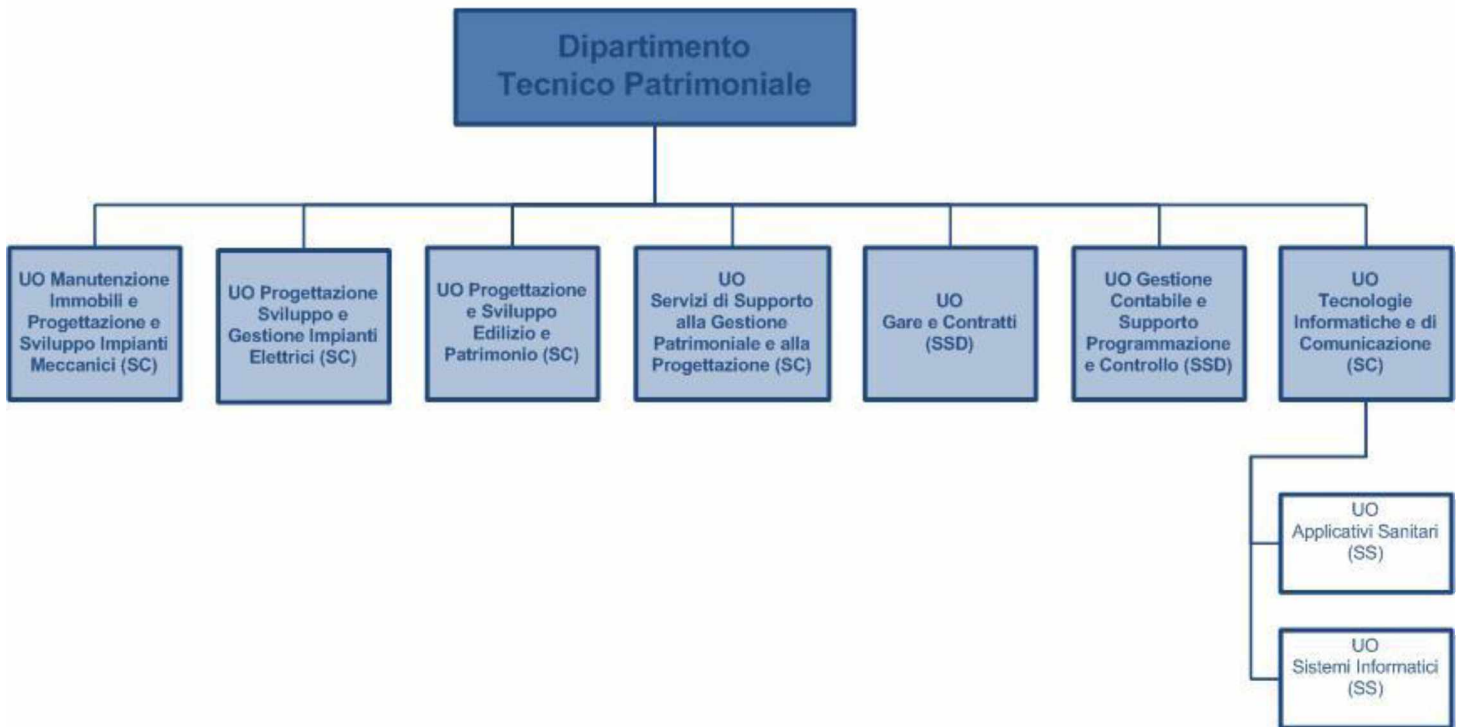 Dipartimento
Tecnico Patrimoniale
UO Manutenzione
Immobili e
Progettazione e
Sviluppo Impianti
Meccanici (SC)
UO Progettazione
Sviluppo e
Gestione Impianti
Elettrici (SC)
UO Progettazione
e Sviluppo
Edilizio e
Patrimonio (SC)
UO
Servizi di Supporto
alla Gestione
Patrimoniale e alla
Progettazione (SC)
UO
Gare e Contratti
(SSD)
UO Gestione
Contabile e
Supporto
Programmazione
e Controllo (SSD)
UO
Tecnologie
Informatiche e di
Comunicazione
(SC)
UO
Applicativi Sanitari
(SS)
UO
Sistemi Informatici
(SS)